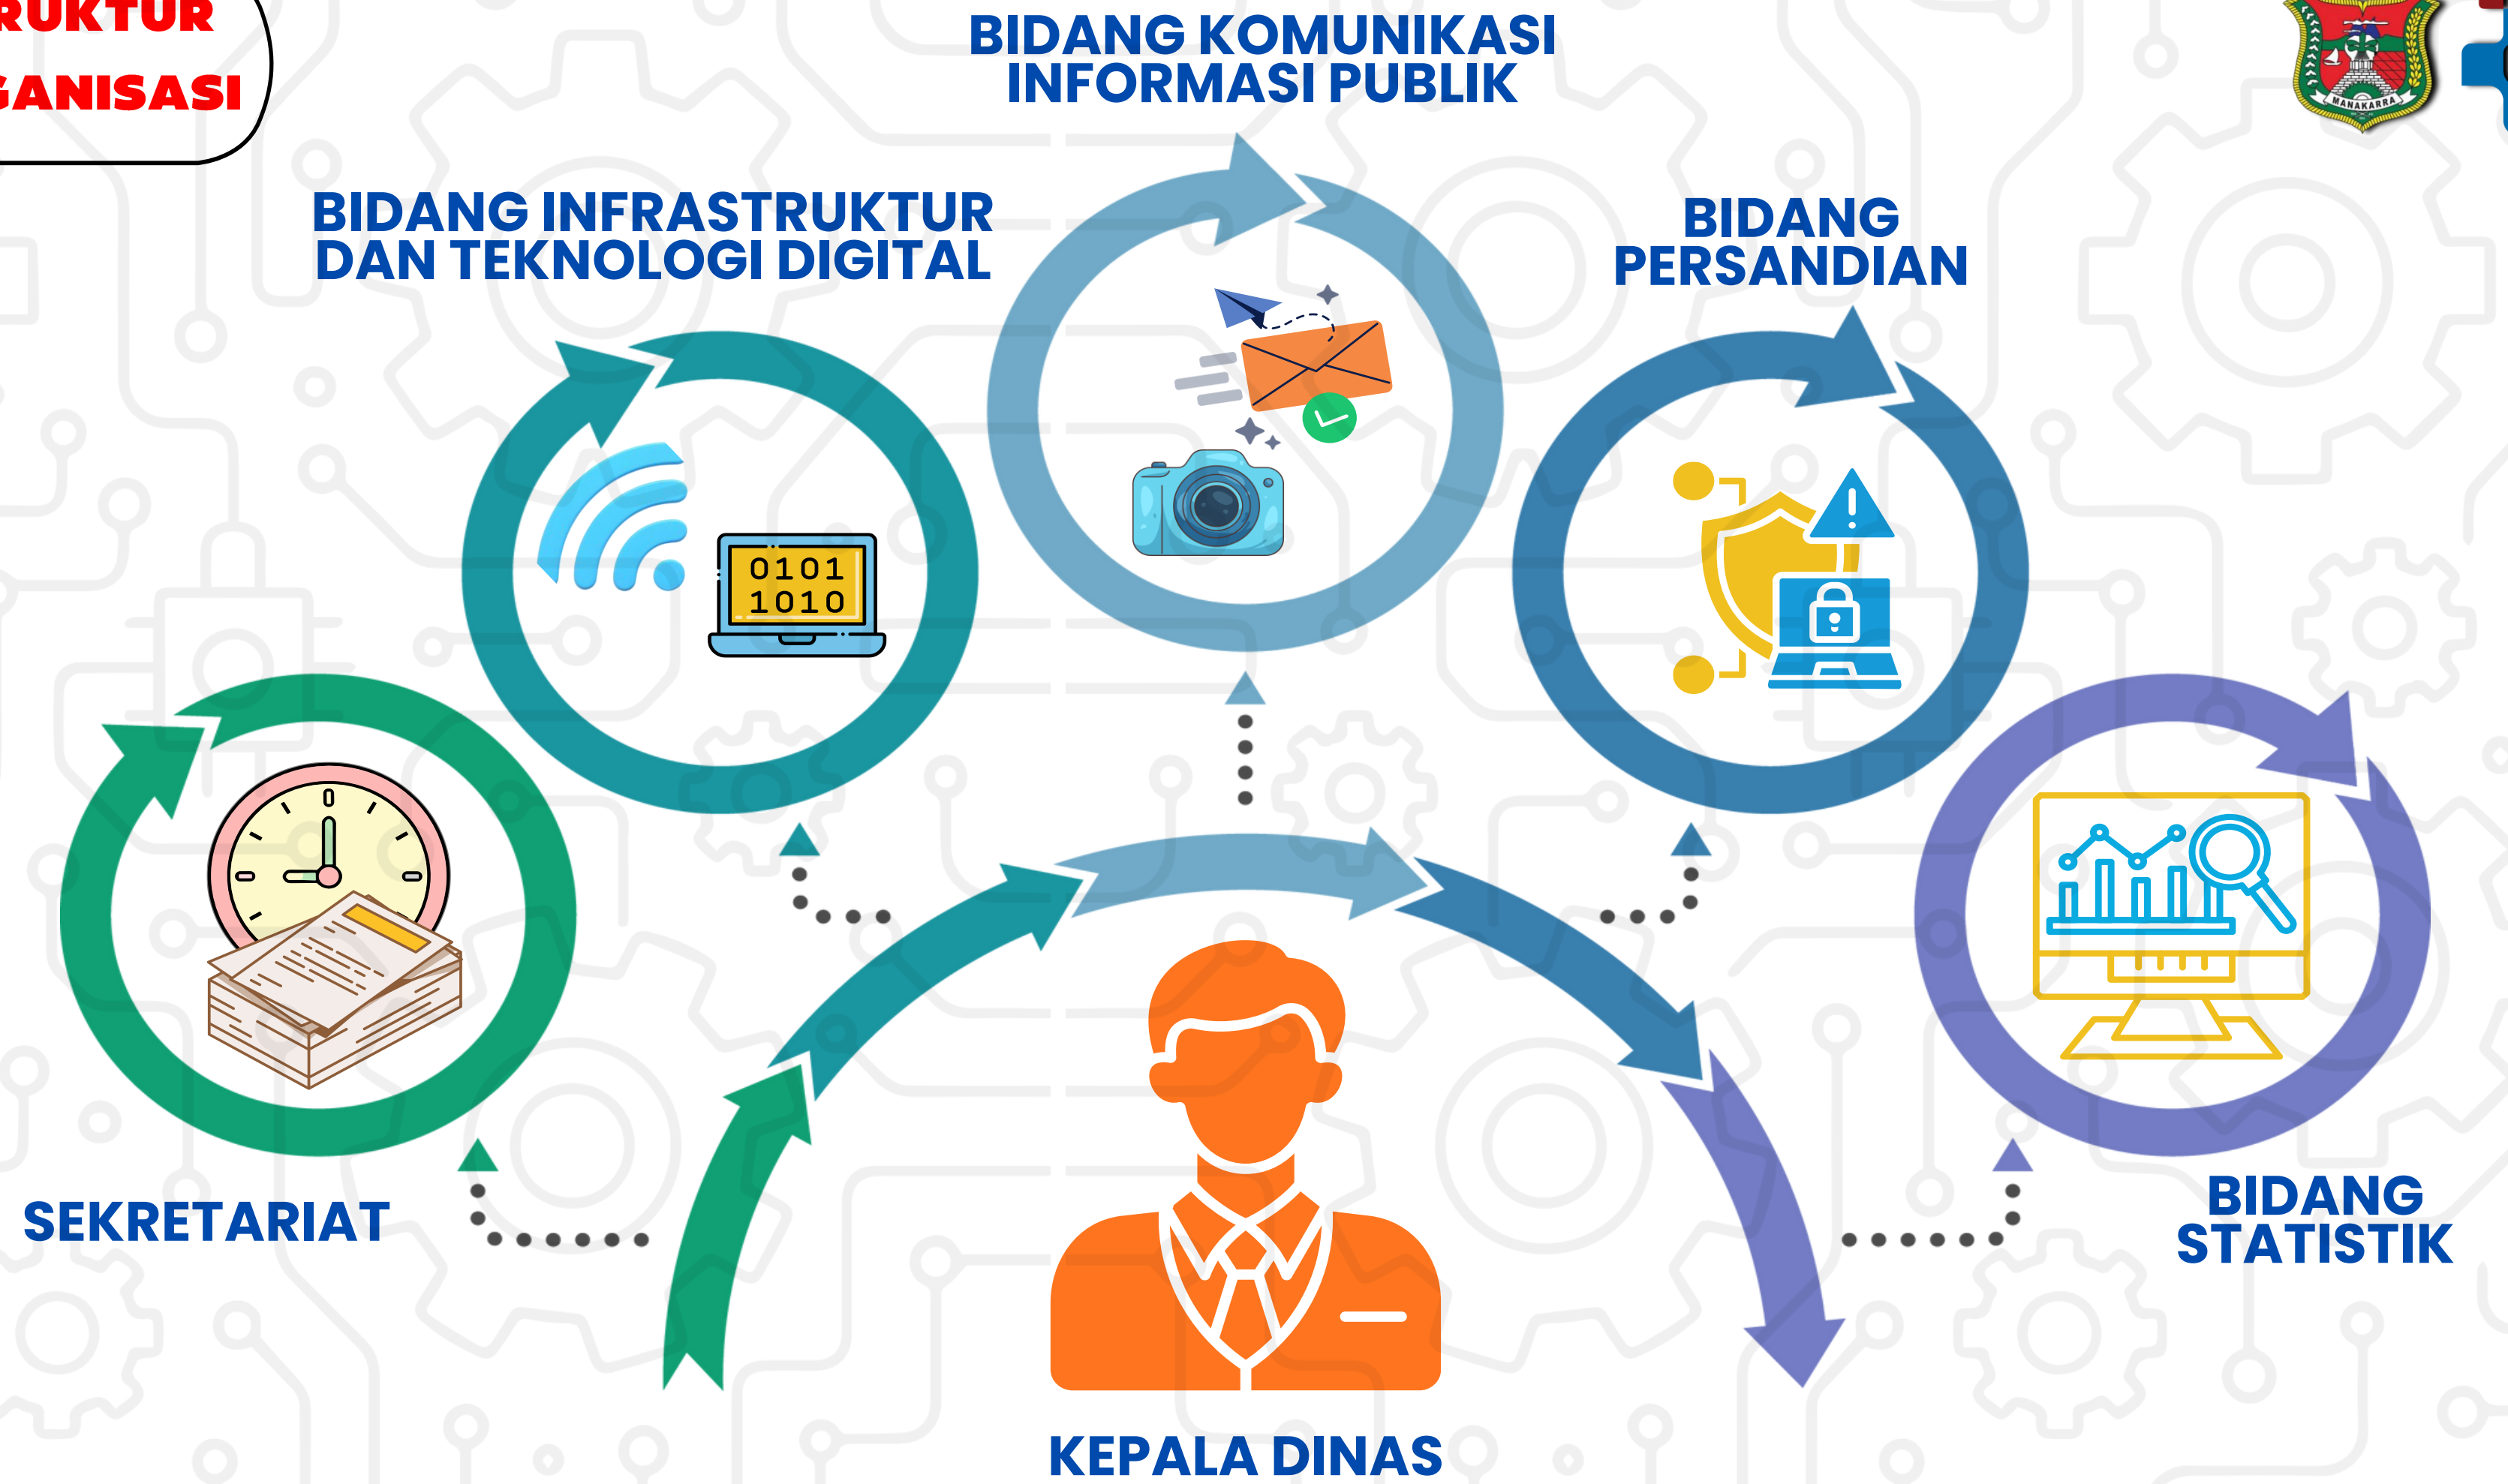 RUKTUR
GANISASI
BIDANG KOMUNIKASI
INFORMASI PUBLIK
MANAKARRA
BIDANG INFRASTRUKTUR
DAN TEKNOLOGI DIGITAL
BIDANG
PERSANDIAN
0101
1010
SEKRETARIAT
BIDANG
STATISTIK
KEPALA DINAS